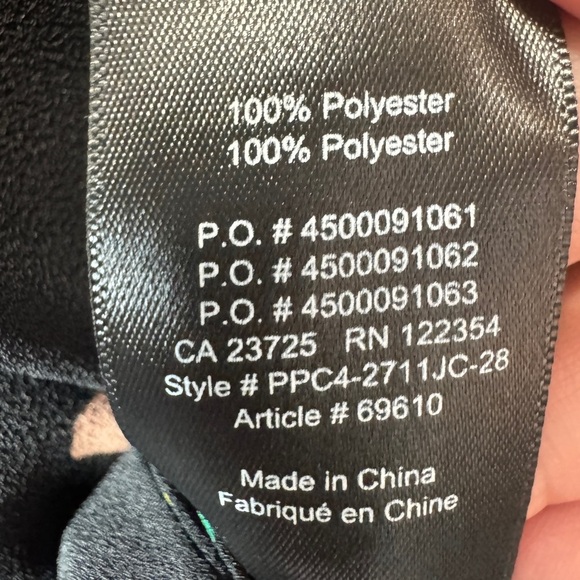 100% Polyester
100% Polyester
P.O. # 4500091061
P.O. # 4500091062
P.O. # 4500091063
CA 23725 RN 122354
Style # PPC4-2711JC-28
Article # 69610
Made in China
Fabriqué en Chine